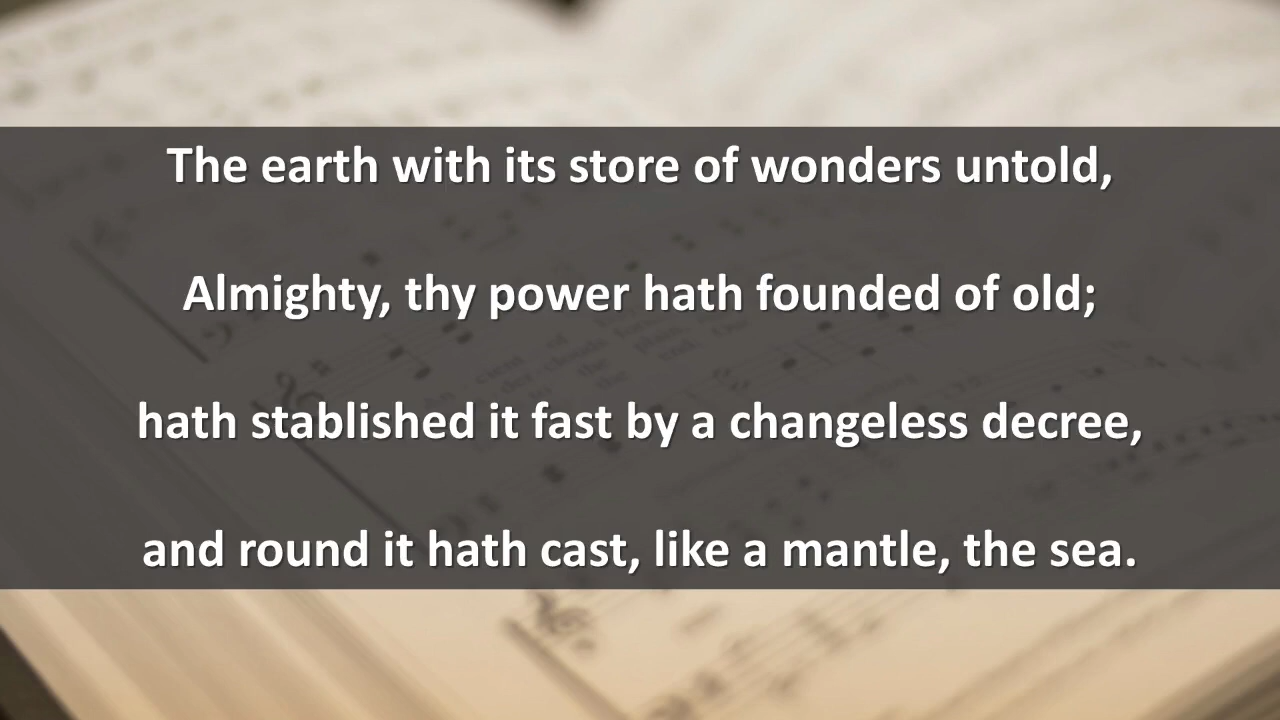 The earth with its store of wonders untold,
Almighty, thy power hath founded of old;
hath stablished it fast by a changeless decree,
and round it hath cast, like a mantle, the sea.